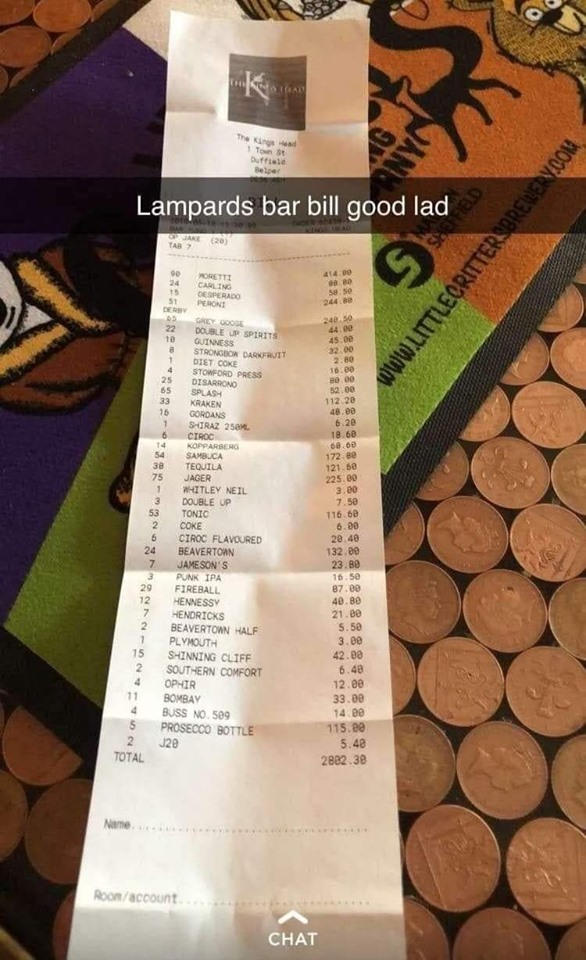 THE KINGS HEAD
The Kings Head
1 Town St
Duffield
Belper
Lampards bar bill good lad
OP JAKE (20)
TAB 7
90 MORETTI 414.00
24 CARLING 88.80
15 DESPERADO 58.50
51 PERONI 244.80
DERBY
65 GREY GOOSE 240.50
22 DOUBLE UP SPIRITS 44.00
10 GUINNESS 45.00
8 STRONGBOW DARKFRUIT 32.00
1 DIET COKE 2.80
4 STOWFORD PRESS 16.00
25 DISARRONO 80.00
65 SPLASH 52.00
33 KRAKEN 112.20
16 GORDANS 48.00
1 SHIRAZ 250ML 6.20
6 CIROC 18.60
14 KOPPARBERG 60.60
54 SAMBUCA 172.80
38 TEQUILA 121.60
75 JAGER 225.00
1 WHITLEY NEIL 3.00
3 DOUBLE UP 7.50
53 TONIC 116.60
2 COKE 6.00
6 CIROC FLAVOURED 20.40
24 BEAVERTOWN 132.00
7 JAMESON'S 23.80
3 PUNK IPA 16.50
29 FIREBALL 87.00
12 HENNESSY 40.80
7 HENDRICKS 21.00
2 BEAVERTOWN HALF 5.50
1 PLYMOUTH 3.00
15 SHINNING CLIFF 42.00
2 SOUTHERN COMFORT 6.40
4 OPHIR 12.00
11 BOMBAY 33.00
4 BUSS NO.509 14.00
5 PROSECCO BOTTLE 115.00
2 J20 5.40
TOTAL 2802.30
Name
Room/account
CHAT
WWW.LITTLECRITTERSBREWERY.COM